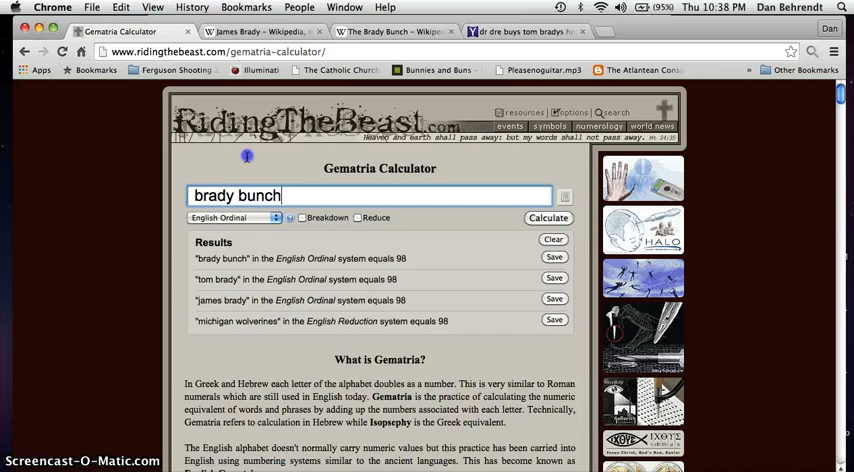 Chrome File Edit View History Bookmarks People Window Help (95%) Thu 10:38 PM Dan Behrendt
Gematria Calculator James Brady – Wikipedia, The Brady Bunch – Wikipe dr dre buys tom bradys ho Dan
www.ridingthebeast.com/gematria-calculator/
Apps Bookmarks Ferguson Shooting Illuminati The Catholic Church Bunnies and Buns - Pleasenoguitar.mp3 The Atlantean Cons » Other Bookmarks
RidingTheBeast.com
resources options search
events symbols numerology world news
Heaven and earth shall pass away: but my words shall not pass away. Mt 24:35
Gematria Calculator
brady bunch
English Ordinal Breakdown Reduce Calculate
Results Clear
"brady bunch" in the English Ordinal system equals 98 Save
"tom brady" in the English Ordinal system equals 98 Save
"james brady" in the English Ordinal system equals 98 Save
"michigan wolverines" in the English Reduction system equals 98 Save
HALO
What is Gematria?
In Greek and Hebrew each letter of the alphabet doubles as a number. This is very similar to Roman
numerals which are still used in English today. Gematria is the practice of calculating the numeric
equivalent of words and phrases by adding up the numbers associated with each letter. Technically,
Gematria refers to calculation in Hebrew while Isopsephy is the Greek equivalent.
The English alphabet doesn't normally carry numeric values but this practice has been carried into
English using numbering systems similar to the ancient languages. This has become known as
Screencast-O-Matic.com